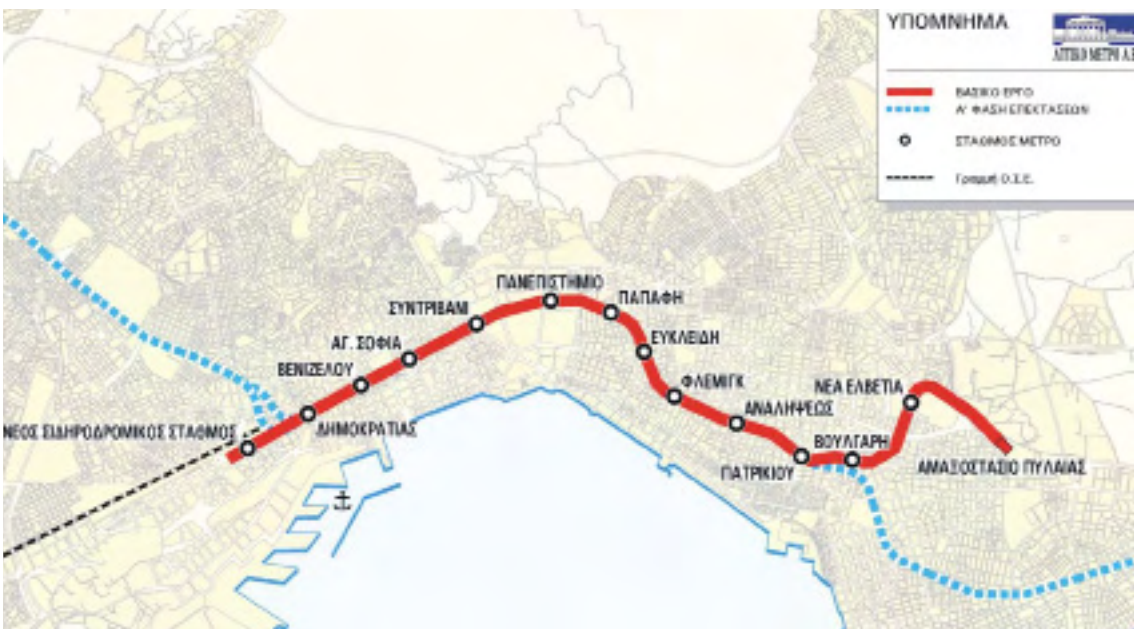 ΥΠΟΜΝΗΜΑ
ΑΤΤΙΚΟ ΜΕΤΡΟ Α.Ε.
ΒΑΣΙΚΟ ΕΡΓΟ
Α' ΦΑΣΗ ΕΠΕΚΤΑΣΕΩΝ
ΣΤΑΘΜΟΣ ΜΕΤΡΟ
Γραμμή Ο.Σ.Ε.
ΠΑΝΕΠΙΣΤΗΜΙΟ
ΠΑΠΑΦΗ
ΣΥΝΤΡΙΒΑΝΙ
ΕΥΚΛΕΙΔΗ
ΑΓ. ΣΟΦΙΑ
ΒΕΝΙΖΕΛΟΥ
ΦΛΕΜΙΓΚ
ΝΕΑ ΕΛΒΕΤΙΑ
ΑΝΑΛΗΨΕΩΣ
ΔΗΜΟΚΡΑΤΙΑΣ
ΝΕΟΣ ΣΙΔΗΡΟΔΡΟΜΙΚΟΣ ΣΤΑΘΜΟΣ
ΒΟΥΛΓΑΡΗ
ΠΑΤΡΙΚΙΟΥ
ΑΜΑΞΟΣΤΑΣΙΟ ΠΥΛΑΙΑΣ